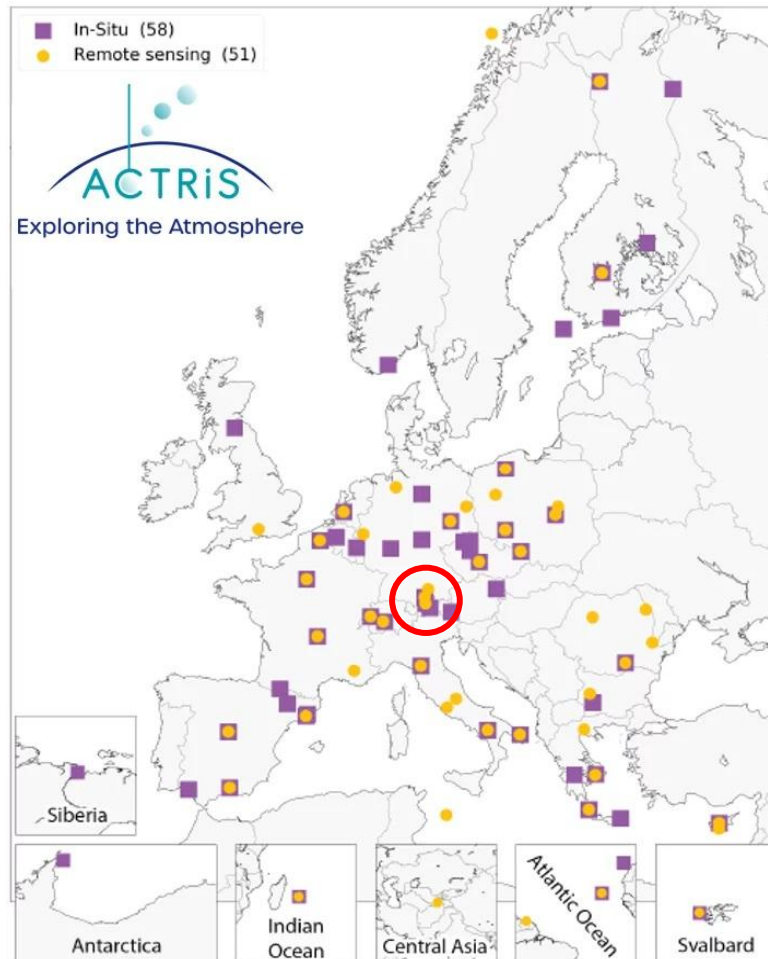 In-Situ (58)
Remote sensing (51)
ACTRiS
Exploring the Atmosphere
Siberia
Antarctica
Indian
Ocean
Central Asia
Atlantic Ocean
Svalbard